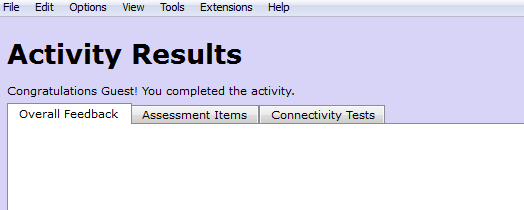 File Edit Options View Tools Extensions Help
Activity Results
Congratulations Guest! You completed the activity.
Overall Feedback Assessment Items Connectivity Tests